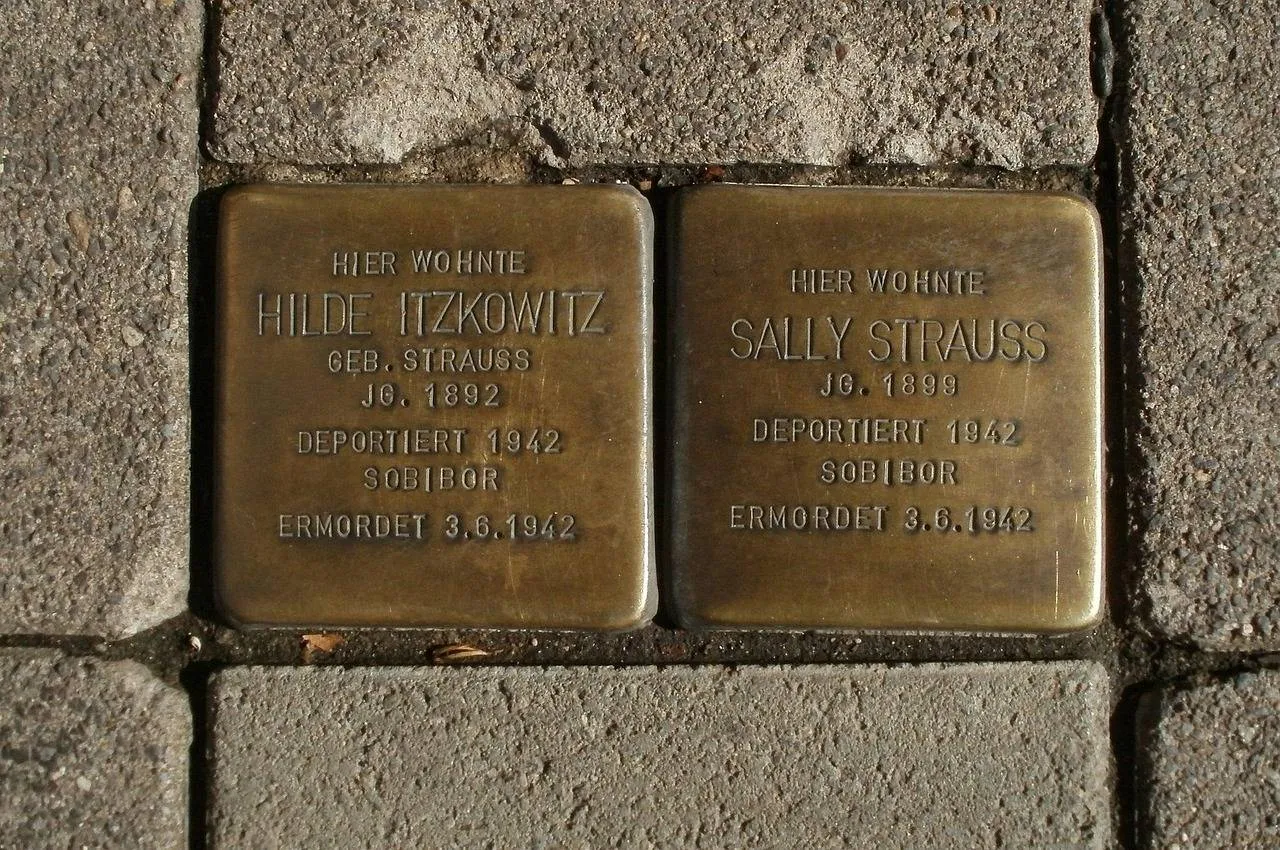 HIER WOHNTE
HILDE ITZKOWITZ
GEB. STRAUSS
JG. 1892
DEPORTIERT 1942
SOBIBOR
ERMORDET 3.6.1942
HIER WOHNTE
SALLY STRAUSS
JG. 1899
DEPORTIERT 1942
SOBIBOR
ERMORDET 3.6.1942